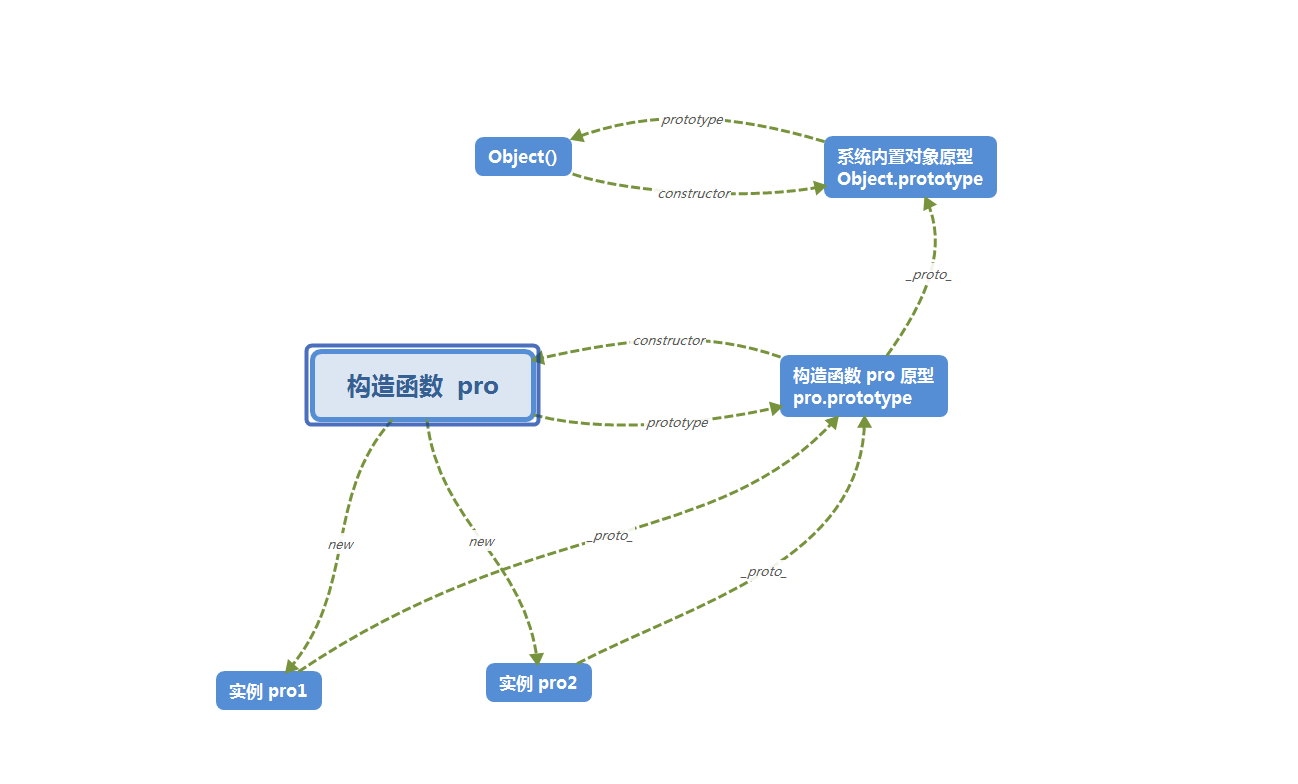 prototype
Object()
系统内置对象原型
Object.prototype
constructor
_proto_
constructor
构造函数 pro
构造函数 pro 原型
pro.prototype
prototype
_proto_
new
new
_proto_
实例 pro1
实例 pro2